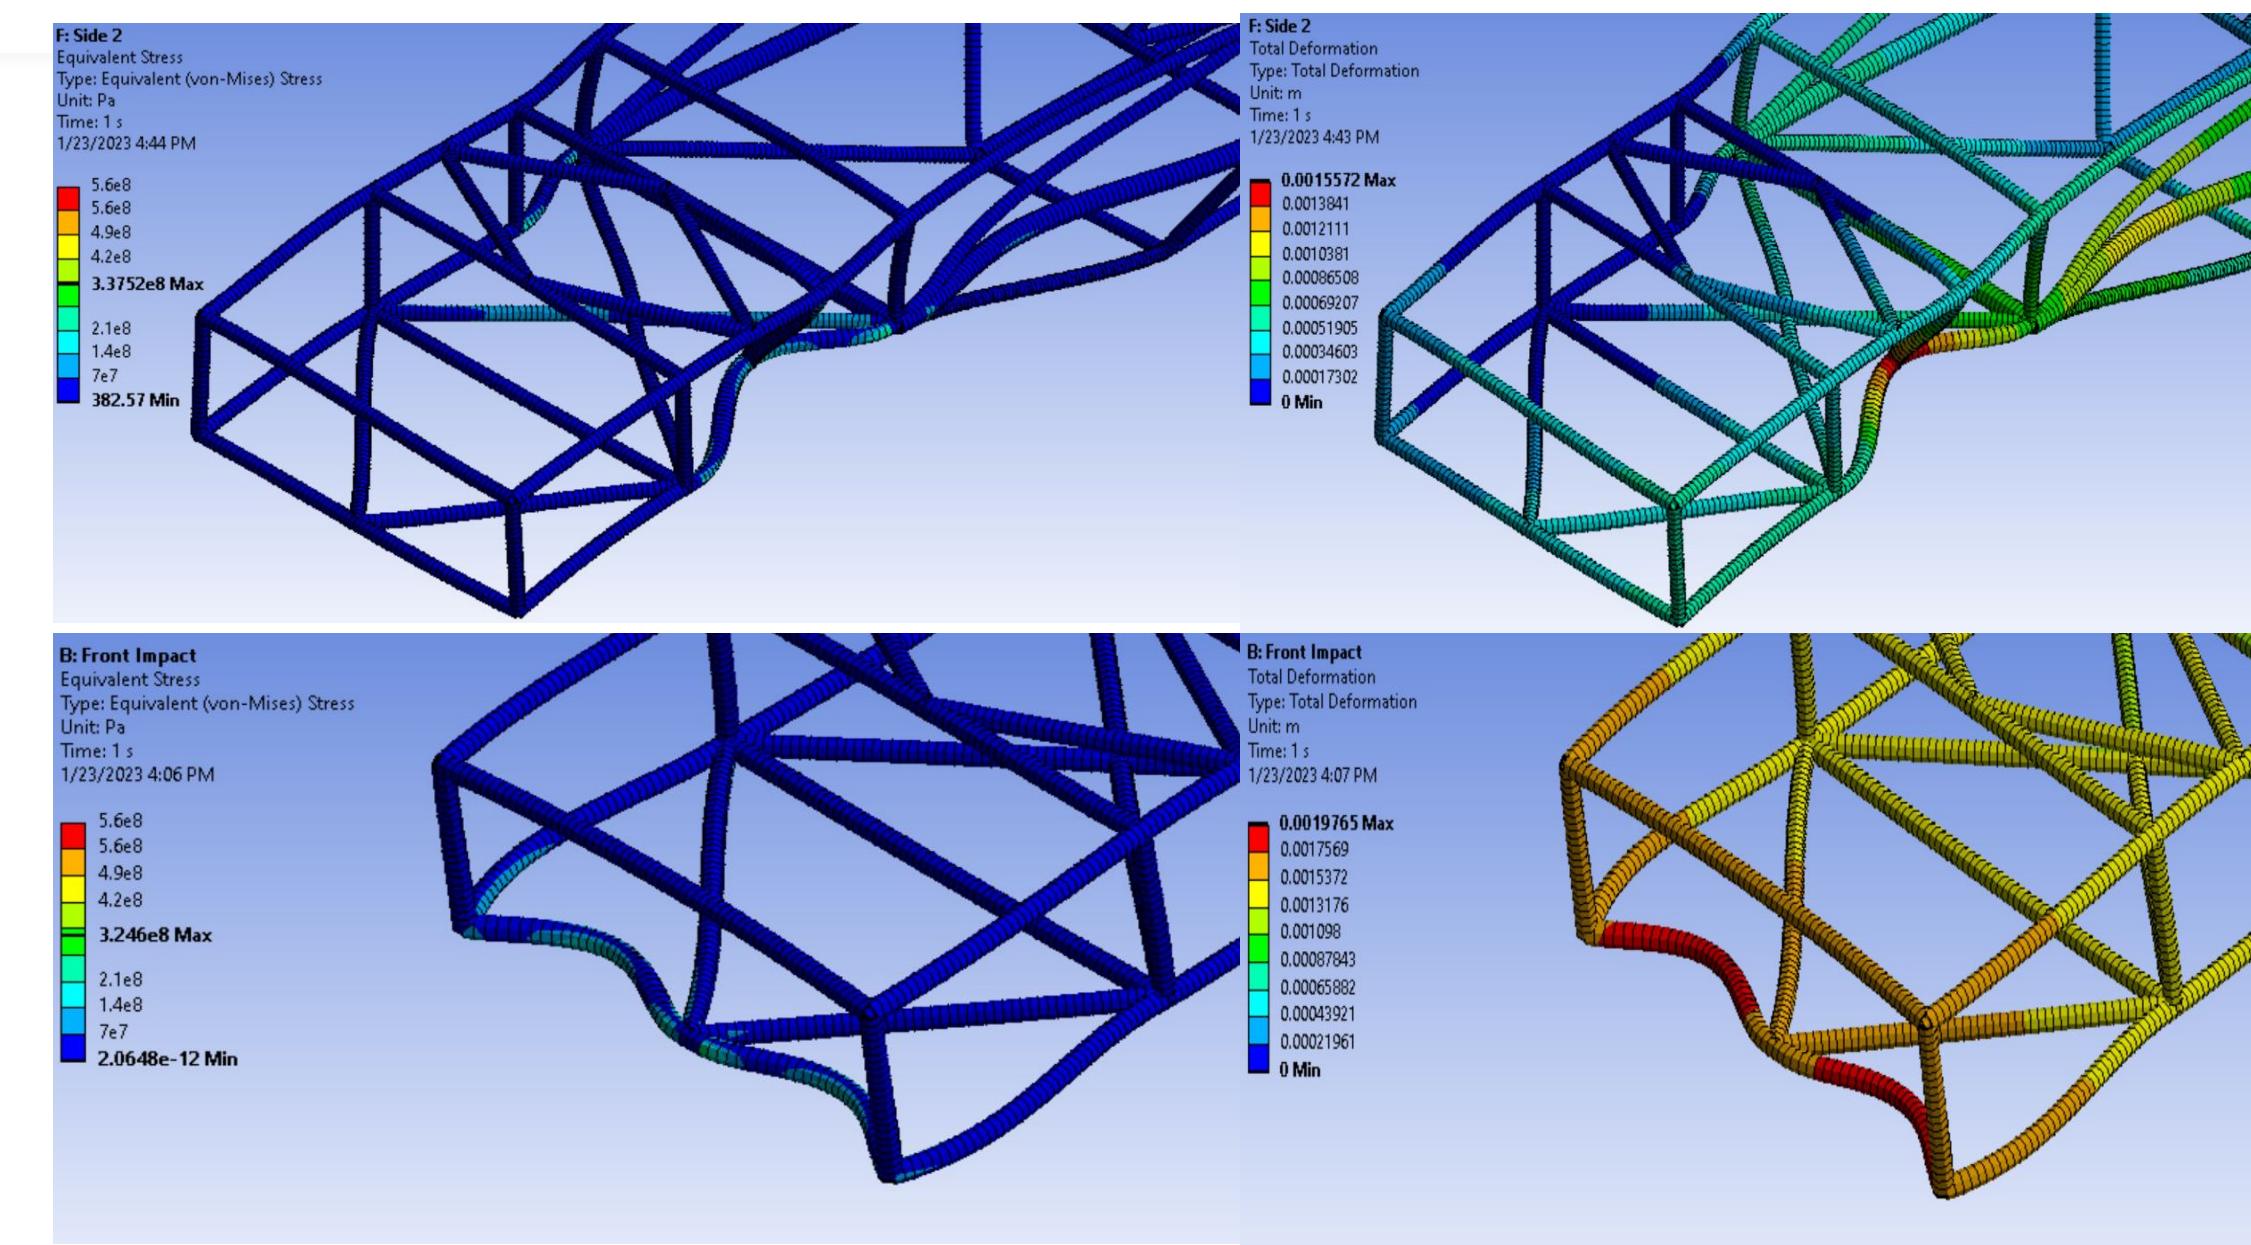 F: Side 2
Equivalent Stress
Type: Equivalent (von-Mises) Stress
Unit: Pa
Time: 1 s
1/23/2023 4:44 PM
5.6e8
5.6e8
4.9e8
4.2e8
3.3752e8 Max
2.1e8
1.4e8
7e7
382.57 Min
F: Side 2
Total Deformation
Type: Total Deformation
Unit: m
Time: 1 s
1/23/2023 4:43 PM
0.0015572 Max
0.0013841
0.0012111
0.0010381
0.00086508
0.00069207
0.00051905
0.00034603
0.00017302
0 Min
B: Front Impact
Equivalent Stress
Type: Equivalent (von-Mises) Stress
Unit: Pa
Time: 1 s
1/23/2023 4:06 PM
5.6e8
5.6e8
4.9e8
4.2e8
3.246e8 Max
2.1e8
1.4e8
7e7
2.0648e-12 Min
B: Front Impact
Total Deformation
Type: Total Deformation
Unit: m
Time: 1 s
1/23/2023 4:07 PM
0.0019765 Max
0.0017569
0.0015372
0.0013176
0.001098
0.00087843
0.00065882
0.00043921
0.00021961
0 Min